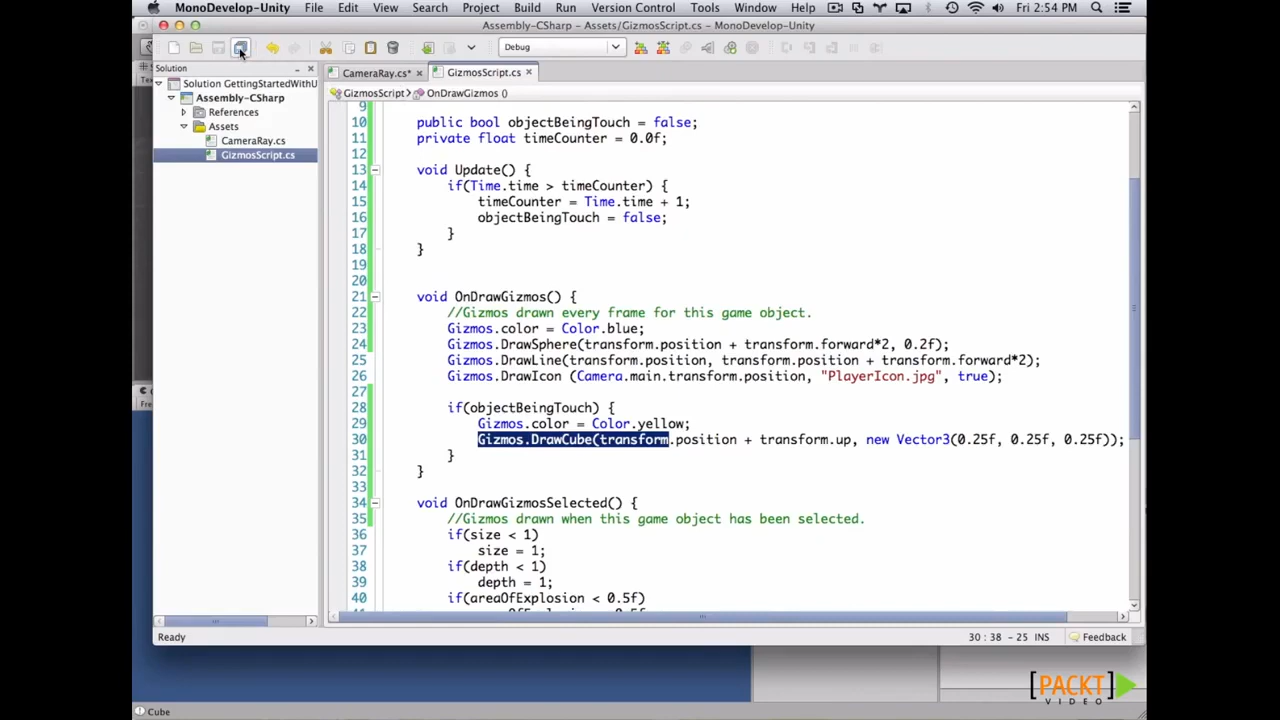 MonoDevelop-Unity File Edit View Search Project Build Run Version Control Tools Window Help Fri 2:54 PM
Assembly-CSharp - Assets/GizmosScript.cs - MonoDevelop-Unity
Debug
Solution
Solution GettingStartedWithU
Assembly-CSharp
References
Assets
CameraRay.cs
GizmosScript.cs
CameraRay.cs* × GizmosScript.cs ×
GizmosScript OnDrawGizmos ()
9
10 public bool objectBeingTouch = false;
11 private float timeCounter = 0.0f;
12
13 void Update() {
14 if(Time.time > timeCounter) {
15 timeCounter = Time.time + 1;
16 objectBeingTouch = false;
17 }
18 }
19
20
21 void OnDrawGizmos() {
22 //Gizmos drawn every frame for this game object.
23 Gizmos.color = Color.blue;
24 Gizmos.DrawSphere(transform.position + transform.forward*2, 0.2f);
25 Gizmos.DrawLine(transform.position, transform.position + transform.forward*2);
26 Gizmos.DrawIcon (Camera.main.transform.position, "PlayerIcon.jpg", true);
27
28 if(objectBeingTouch) {
29 Gizmos.color = Color.yellow;
30 Gizmos.DrawCube(transform.position + transform.up, new Vector3(0.25f, 0.25f, 0.25f));
31 }
32 }
33
34 void OnDrawGizmosSelected() {
35 //Gizmos drawn when this game object has been selected.
36 if(size < 1)
37 size = 1;
38 if(depth < 1)
39 depth = 1;
40 if(areaOfExplosion < 0.5f)
Ready
30 : 38 - 25 INS
Feedback
Cube
[PACKT]
VIDEO